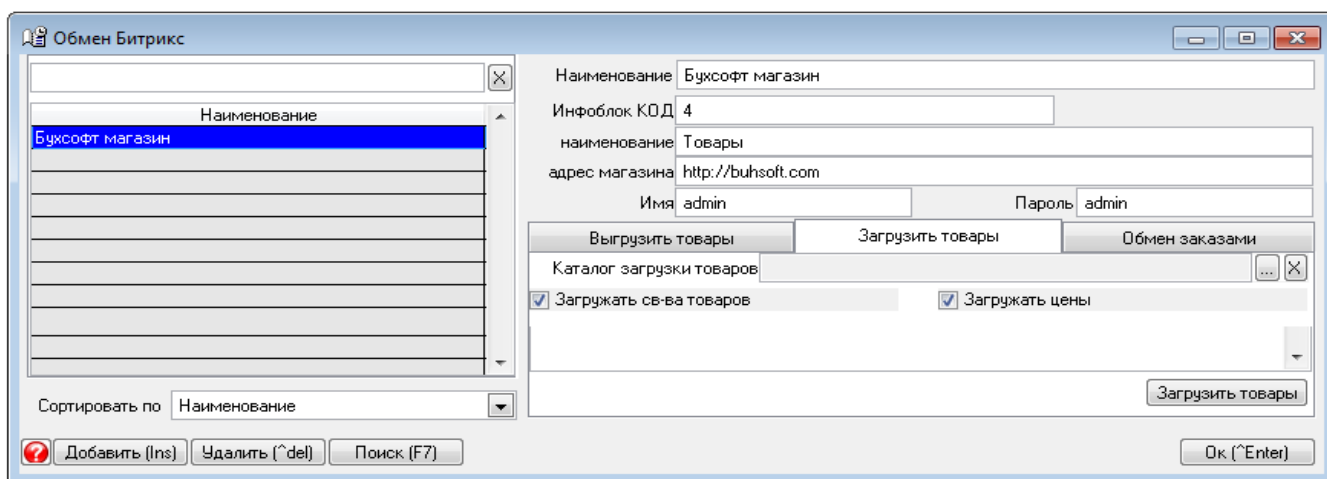 Обмен Битрикс
Наименование
Бухсофт магазин
Сортировать по Наименование
Добавить (Ins) Удалить (^del) Поиск (F7)
Наименование Бухсофт магазин
Инфоблок КОД 4
наименование Товары
адрес магазина http://buhsoft.com
Имя admin Пароль admin
Выгрузить товары Загрузить товары Обмен заказами
Каталог загрузки товаров ...
Загружать св-ва товаров Загружать цены
Загрузить товары
Ок (^Enter)